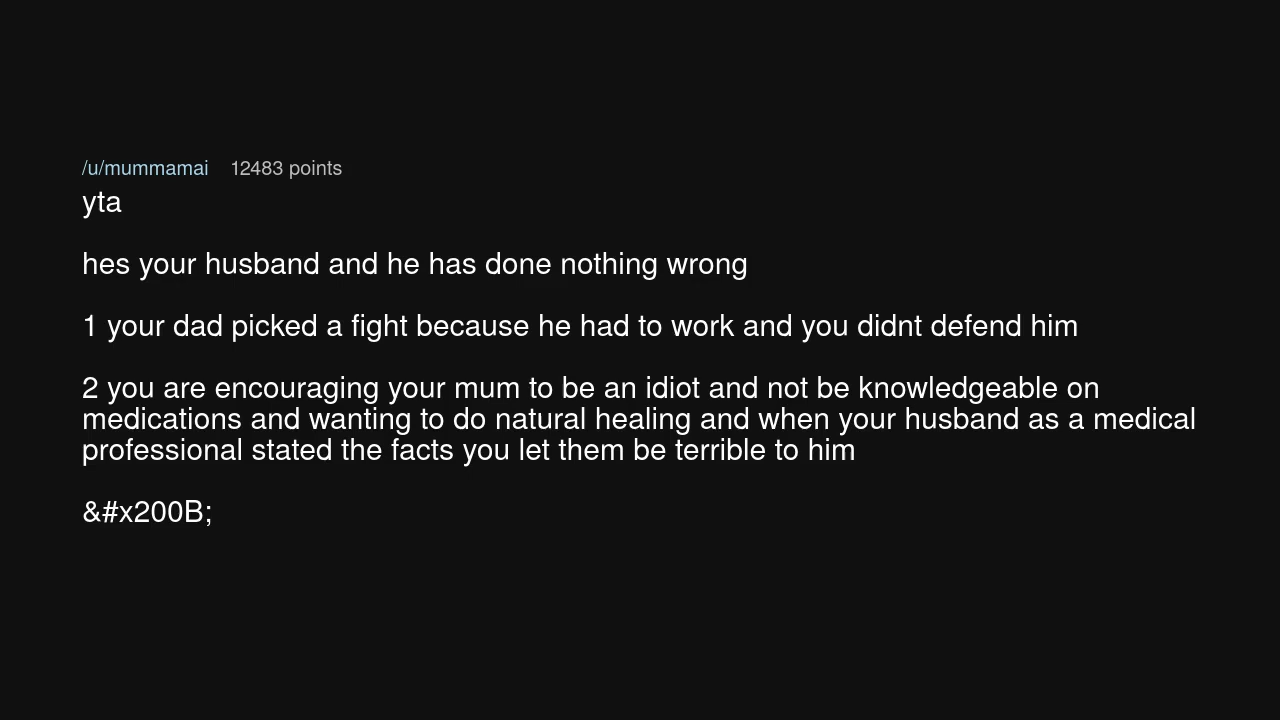 /u/mummamai 12483 points
yta
hes your husband and he has done nothing wrong
1 your dad picked a fight because he had to work and you didnt defend him
2 you are encouraging your mum to be an idiot and not be knowledgeable on
medications and wanting to do natural healing and when your husband as a medical
professional stated the facts you let them be terrible to him
&#x200B;